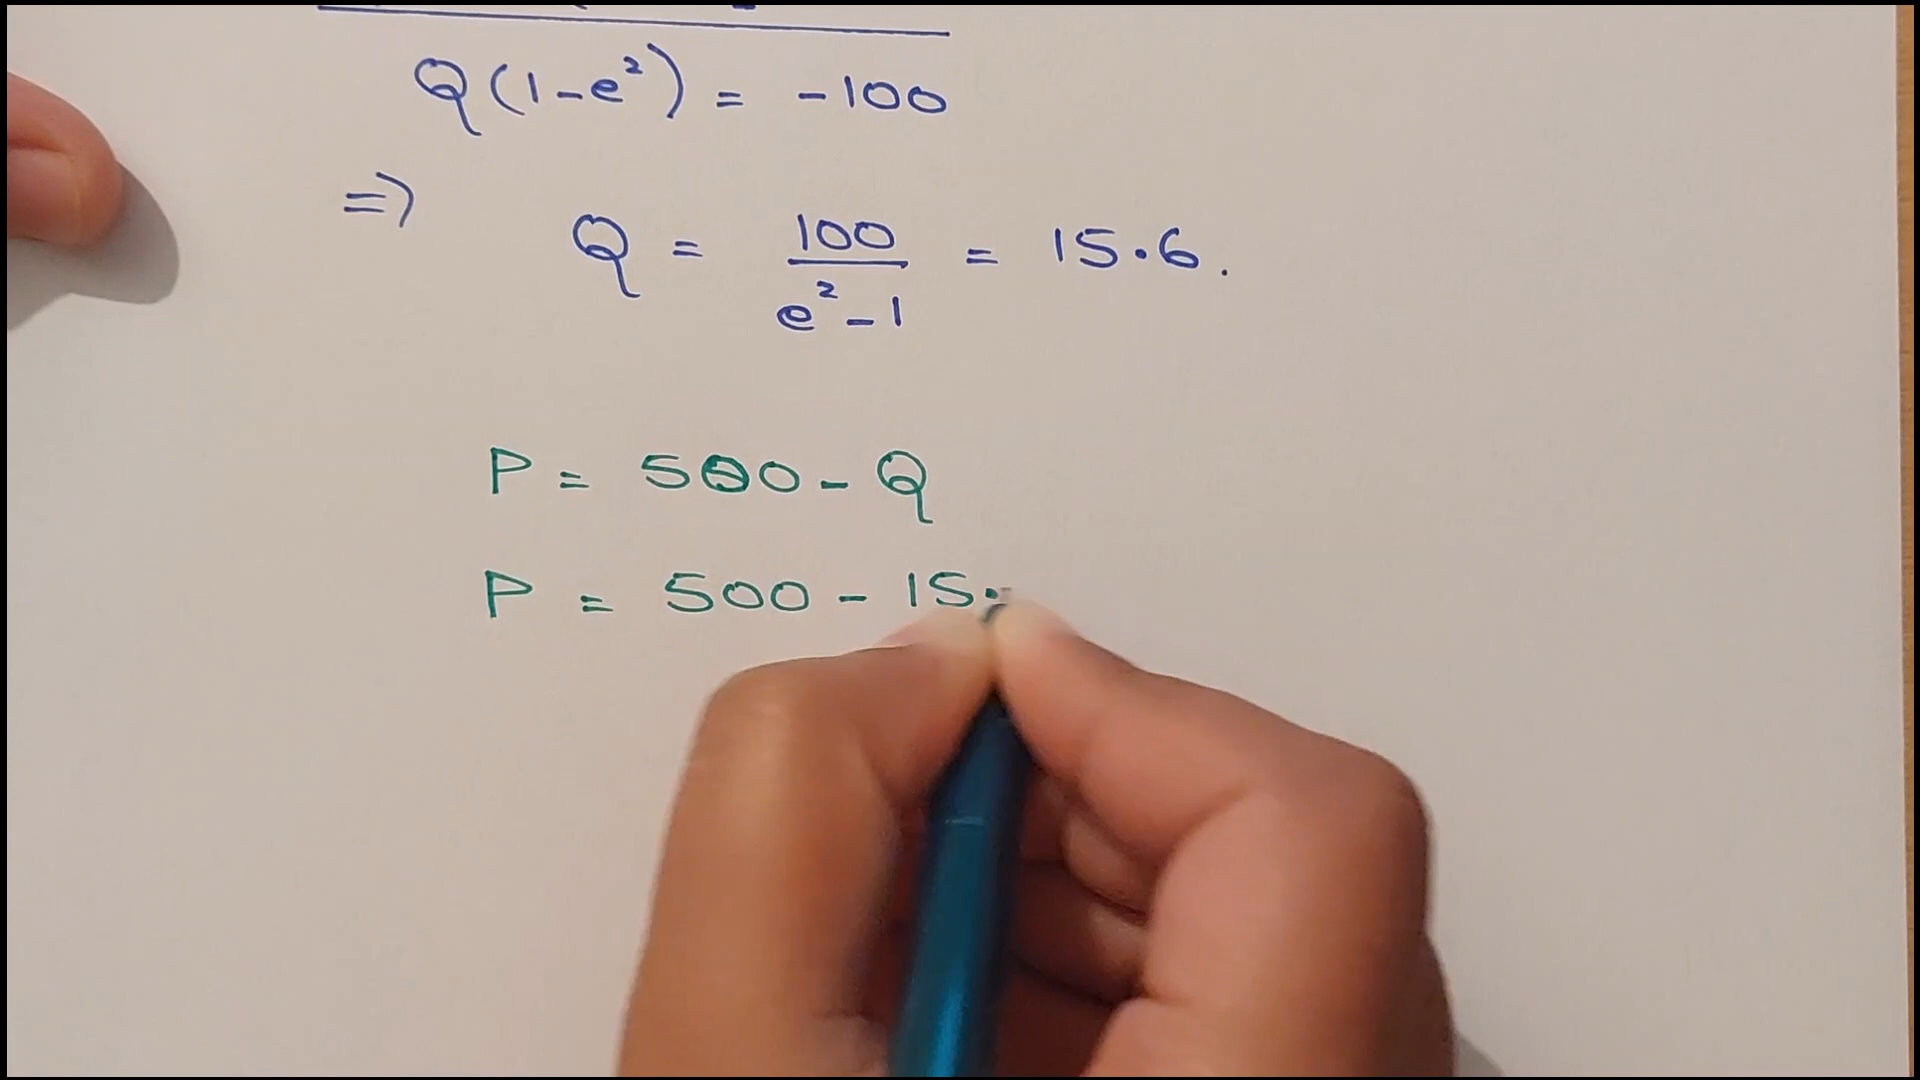 Q(1-e²) = -100
=> Q = 100/(e²-1) = 15.6.
P = 500 - Q
P = 500 - 15.